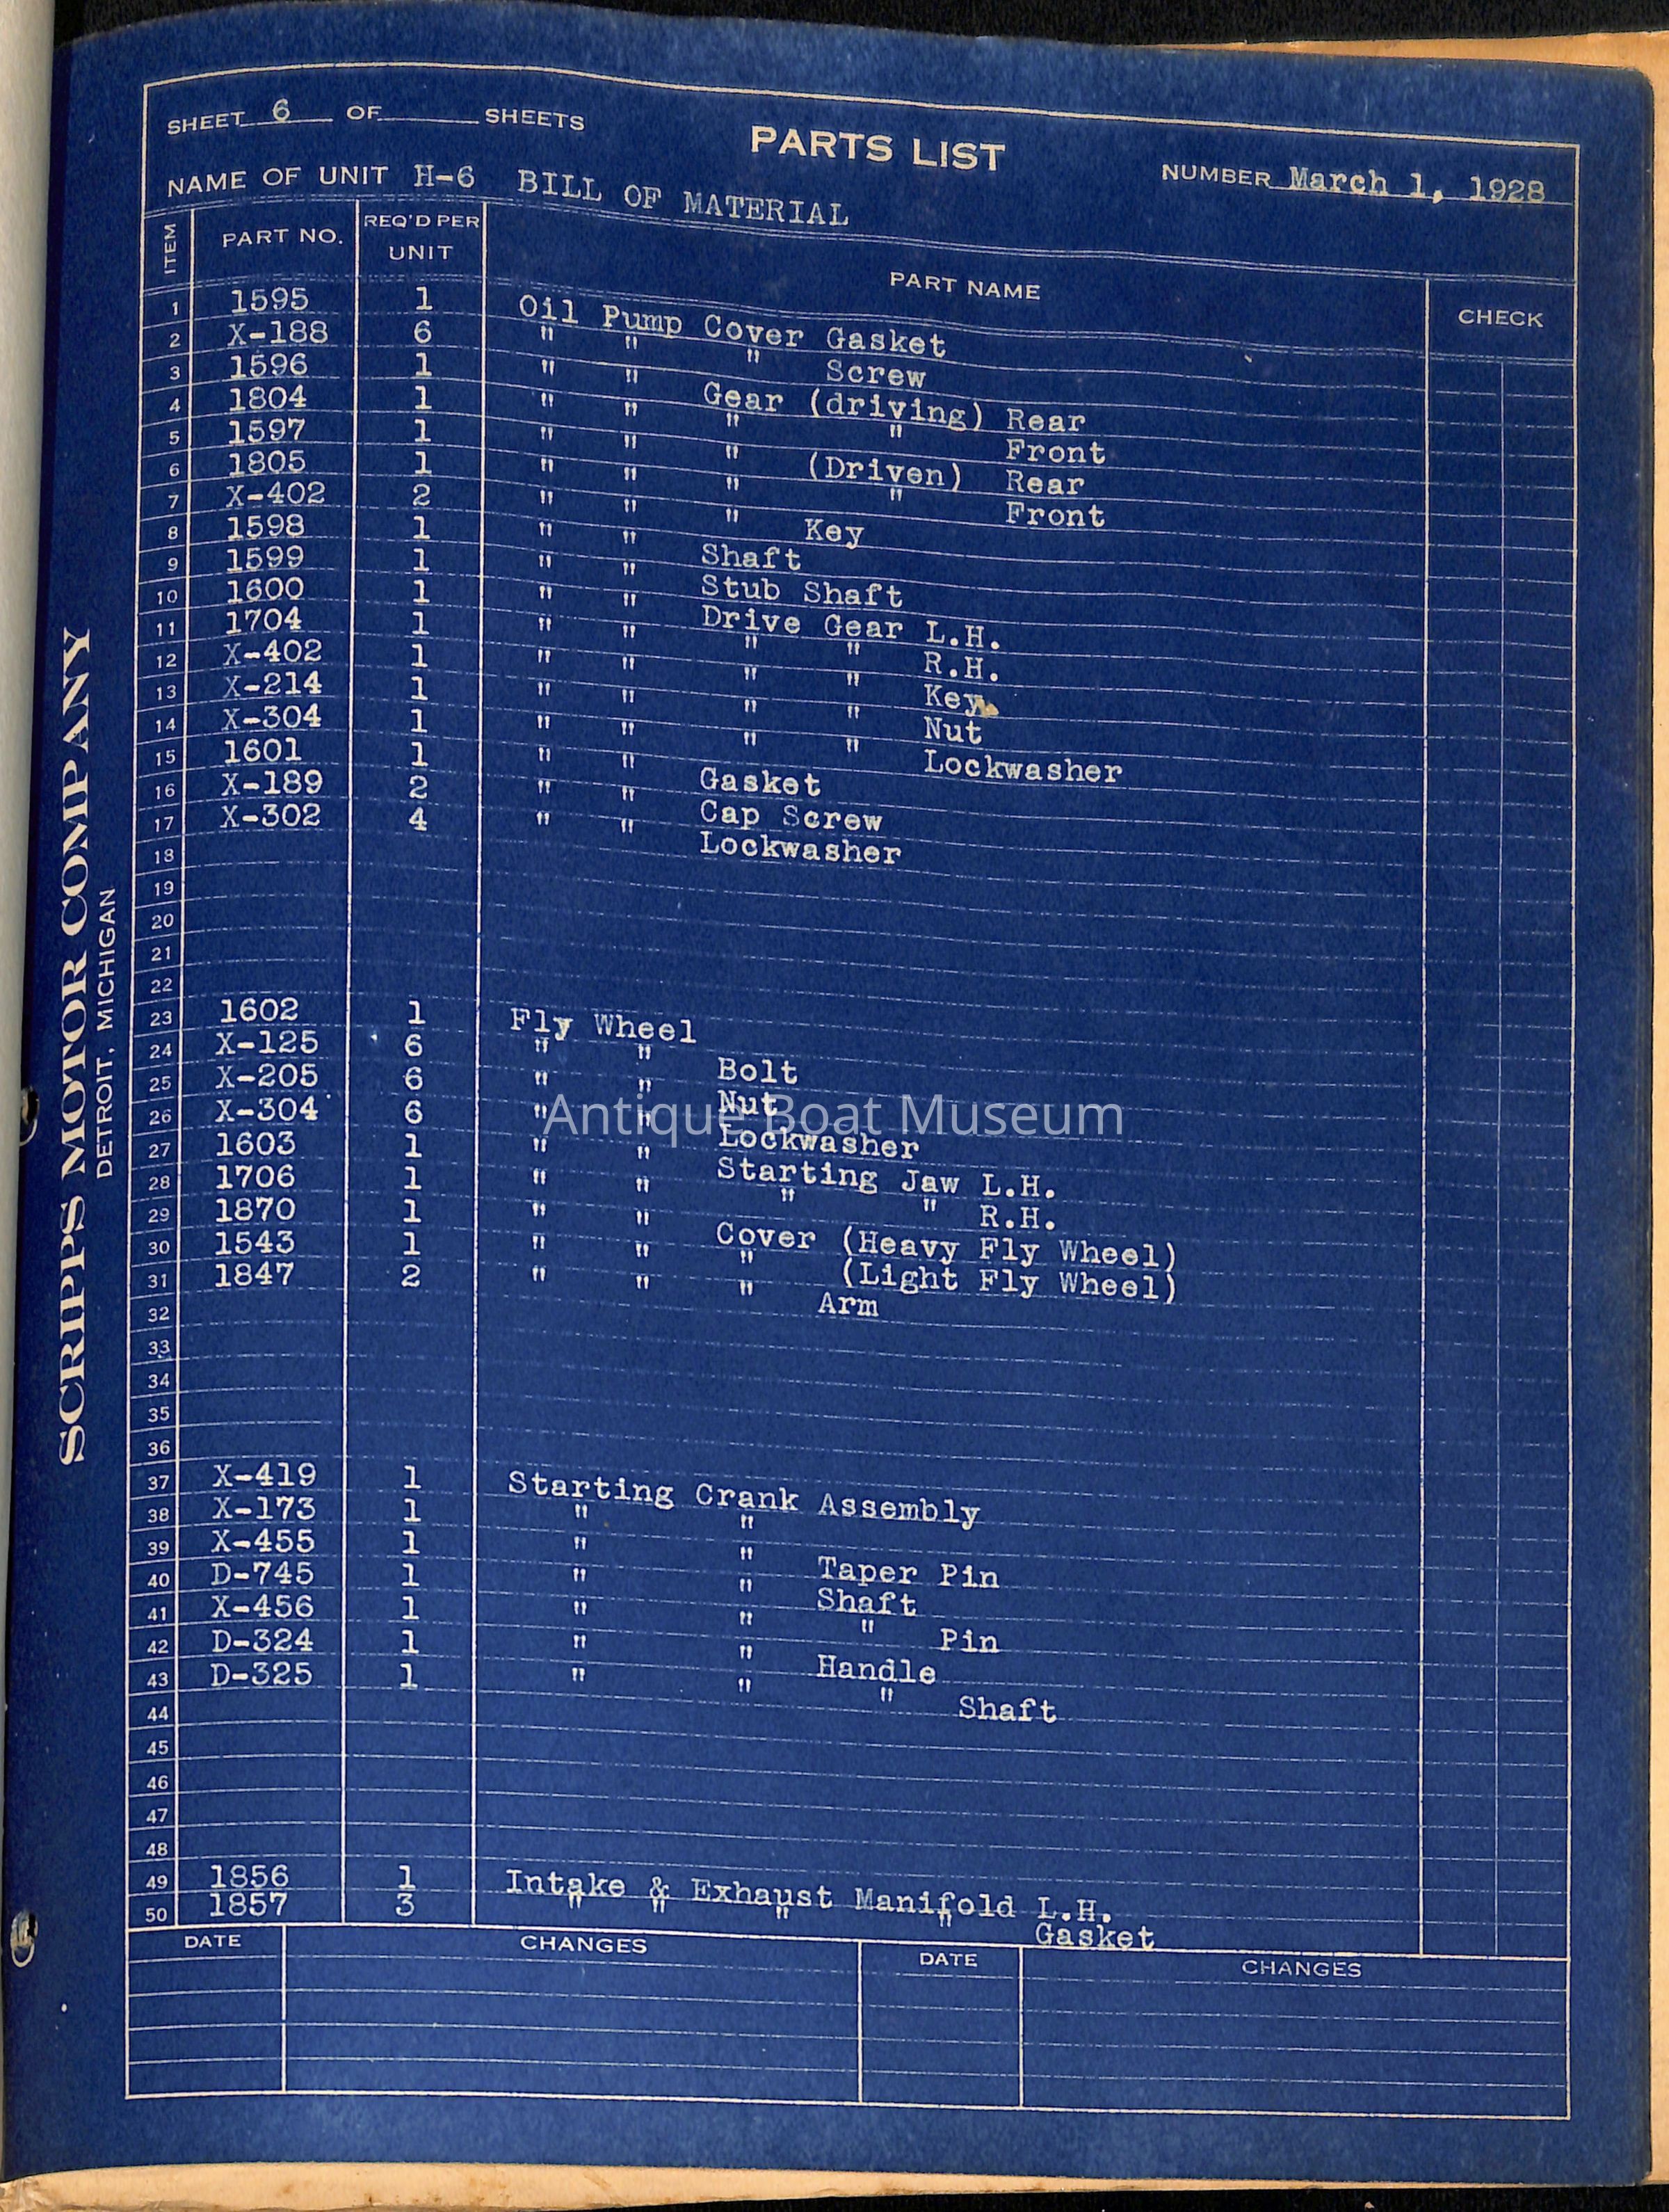 SHEET 6 OF SHEETS
PARTS LIST
NAME OF UNIT H-6 BILL OF MATERIAL
NUMBER March 1, 1928
ITEM PART NO. REQ'D PER UNIT PART NAME CHECK
1 1595 1 Oil Pump Cover Gasket
2 X-188 6 " " " Screw
3 1596 1 " " Gear (driving) Rear
4 1804 1 " " " " Front
5 1597 1 " " " (Driven) Rear
6 1805 1 " " " " Front
7 X-402 2 " " " Key
8 1598 1 " " Shaft
9 1599 1 " " Stub Shaft
10 1600 1 " " Drive Gear L.H.
11 1704 1 " " " " R.H.
12 X-402 1 " " " " Key
13 X-214 1 " " " " Nut
14 X-304 1 " " " " Lockwasher
15 1601 1 " " Gasket
16 X-189 2 " " Cap Screw
17 X-302 4 " " Lockwasher
18
19
20
21
22
23 1602 1 Fly Wheel
24 X-125 6 " " Bolt
25 X-205 6 " " Nut
26 X-304 6 " " Lockwasher
27 1603 1 " " Starting Jaw L.H.
28 1706 1 " " " " R.H.
29 1870 1 " " Cover (Heavy Fly Wheel)
30 1543 1 " " " (Light Fly Wheel)
31 1847 2 " " " Arm
32
33
34
35
36
37 X-419 1 Starting Crank Assembly
38 X-173 1 " "
39 X-455 1 " " Taper Pin
40 D-745 1 " " Shaft
41 X-456 1 " " " Pin
42 D-324 1 " " Handle
43 D-325 1 " " " Shaft
44
45
46
47
48
49 1856 1 Intake & Exhaust Manifold L.H.
50 1857 3 " " " " Gasket
DATE CHANGES DATE CHANGES
SCRIPPS MOTOR COMPANY
DETROIT, MICHIGAN
Antique Boat Museum